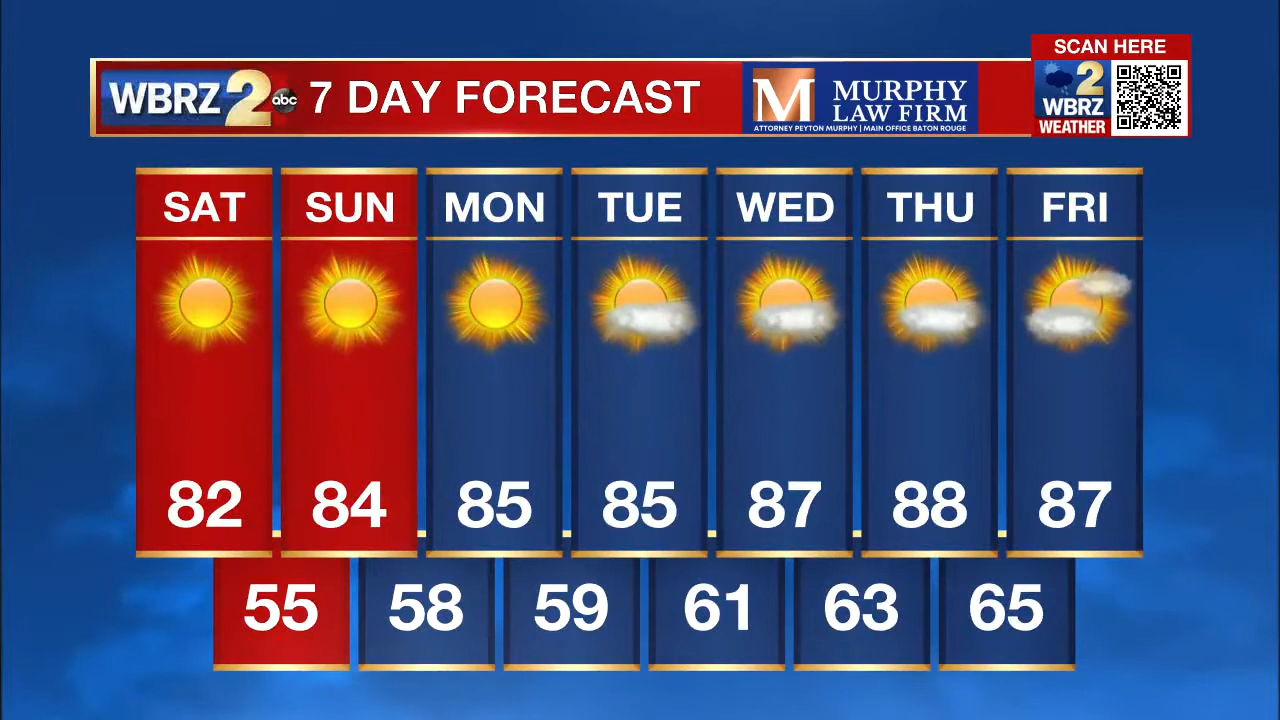 SCAN HERE
WBRZ 2 abc 7 DAY FORECAST
M MURPHY
LAW FIRM
ATTORNEY PEYTON MURPHY | MAIN OFFICE BATON ROUGE
2
WBRZ
WEATHER
SAT SUN MON TUE WED THU FRI
82 84 85 85 87 88 87
55 58 59 61 63 65